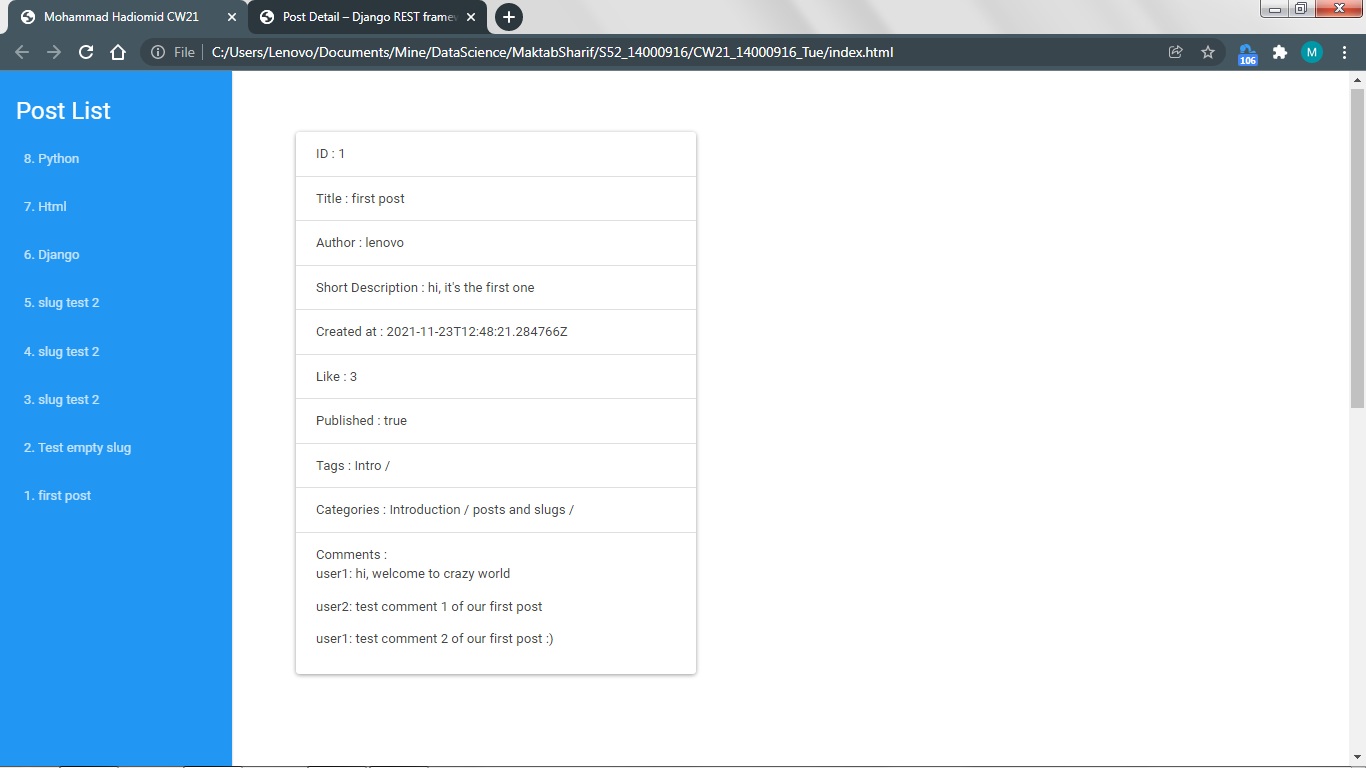 Mohammad Hadiomid CW21
Post Detail – Django REST framew
File
C:/Users/Lenovo/Documents/Mine/DataScience/MaktabSharif/S52_14000916/CW21_14000916_Tue/index.html
106
M
Post List
8. Python
7. Html
6. Django
5. slug test 2
4. slug test 2
3. slug test 2
2. Test empty slug
1. first post
ID : 1
Title : first post
Author : lenovo
Short Description : hi, it's the first one
Created at : 2021-11-23T12:48:21.284766Z
Like : 3
Published : true
Tags : Intro /
Categories : Introduction / posts and slugs /
Comments :
user1: hi, welcome to crazy world
user2: test comment 1 of our first post
user1: test comment 2 of our first post :)